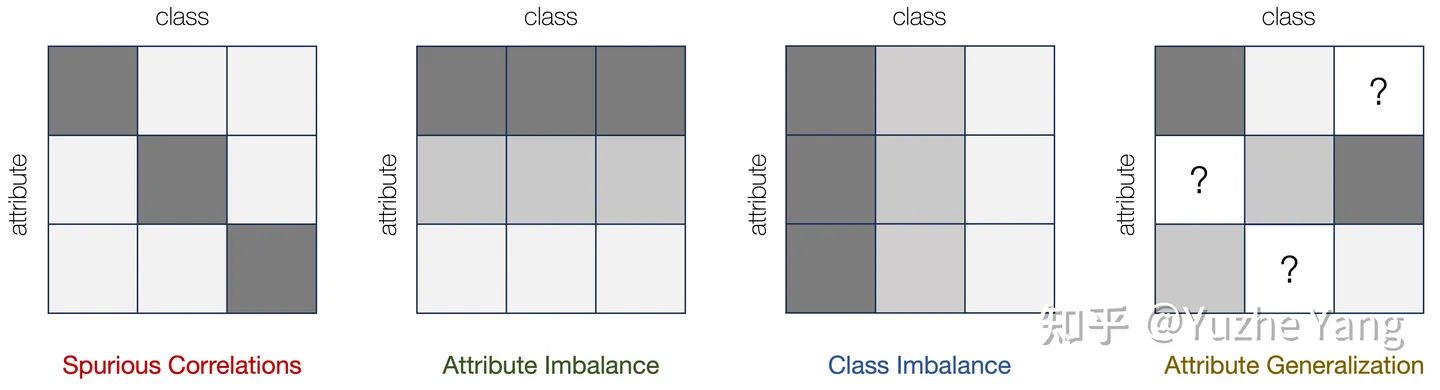 class
class
class
class
attribute
attribute
attribute
attribute
?
?
?
Spurious Correlations
Attribute Imbalance
Class Imbalance
Attribute Generalization
知乎 @Yuzhe Yang